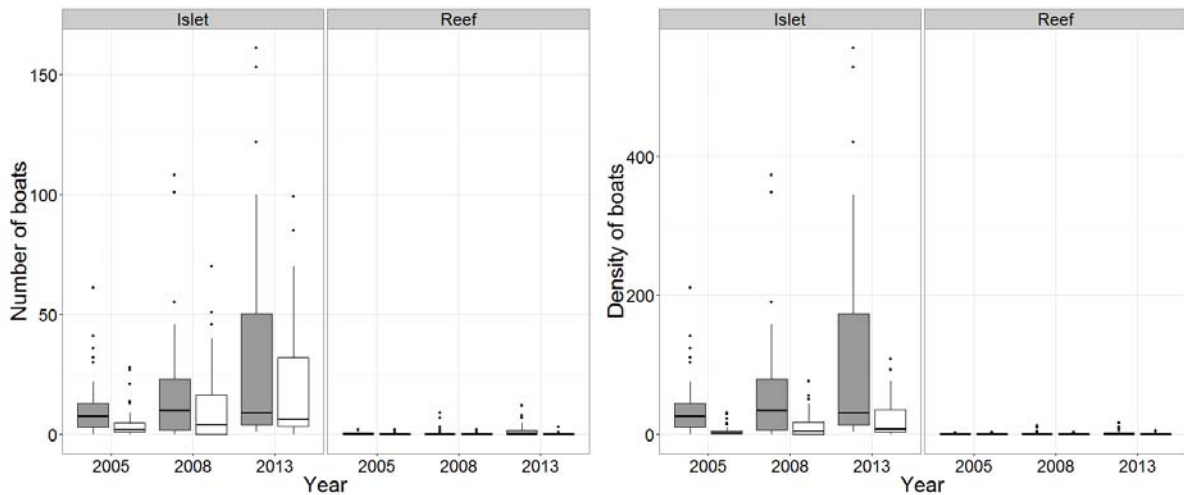 Islet Reef
Number of boats
150
100
50
0
2005 2008 2013 2005 2008 2013
Year
Islet Reef
Density of boats
400
200
0
2005 2008 2013 2005 2008 2013
Year